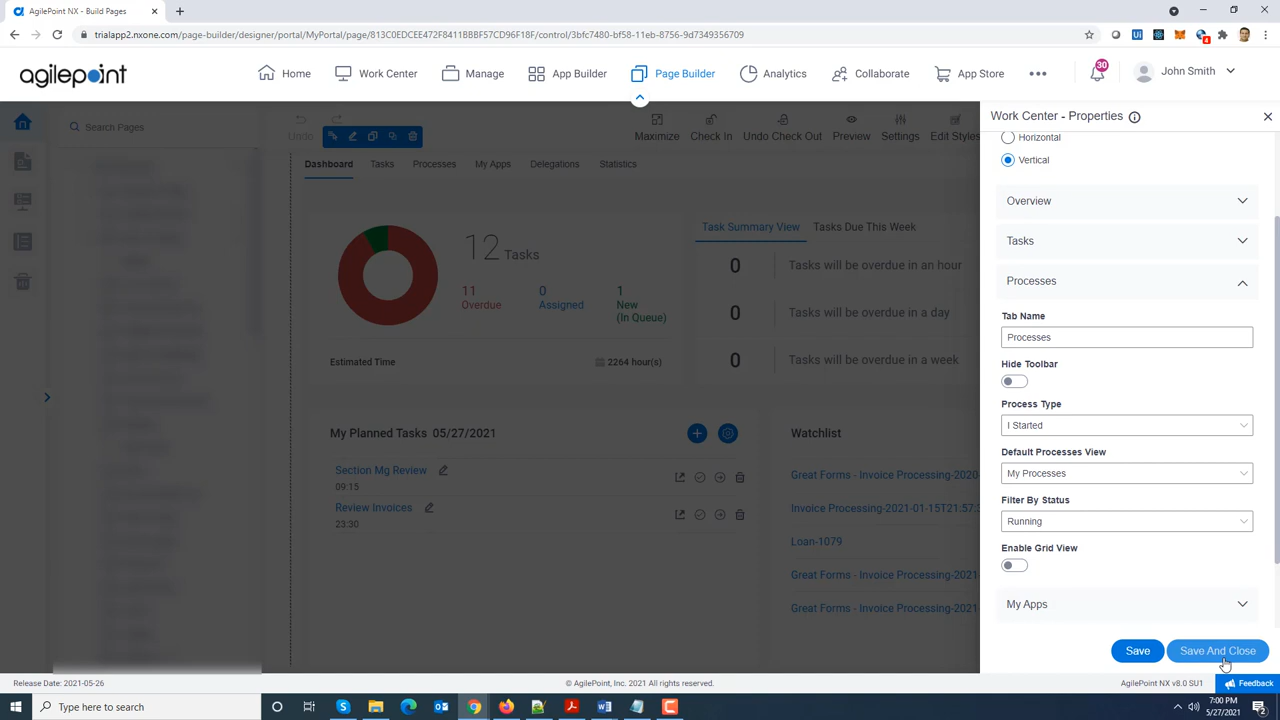 AgilePoint NX - Build Pages
trialapp2.nxone.com/page-builder/designer/portal/MyPortal/page/813C0EDCEE472F8411BBBF57CD96F18F/control/3bfc7480-bf58-11eb-8756-9d7349356709
4
agilepoint
Home
Work Center
Manage
App Builder
Page Builder
Analytics
Collaborate
App Store
30
John Smith
Search Pages
Undo
Maximize
Check In
Undo Check Out
Preview
Settings
Edit Styles
Work Center - Properties
Horizontal
Vertical
Dashboard
Tasks
Processes
My Apps
Delegations
Statistics
12 Tasks
11
Overdue
0
Assigned
1
New
(In Queue)
Estimated Time
2264 hour(s)
Task Summary View
Tasks Due This Week
0 Tasks will be overdue in an hour
0 Tasks will be overdue in a day
0 Tasks will be overdue in a week
My Planned Tasks 05/27/2021
Section Mg Review
09:15
Review Invoices
23:30
Watchlist
Great Forms - Invoice Processing-2020-
Invoice Processing-2021-01-15T21:57:3
Loan-1079
Great Forms - Invoice Processing-2021
Great Forms - Invoice Processing-2021
Overview
Tasks
Processes
Tab Name
Processes
Hide Toolbar
Process Type
I Started
Default Processes View
My Processes
Filter By Status
Running
Enable Grid View
My Apps
Save
Save And Close
Release Date: 2021-05-26
© AgilePoint, Inc. 2021 All rights reserved.
AgilePoint NX v8.0 SU1
Feedback
Type here to search
7:00 PM
5/27/2021
2